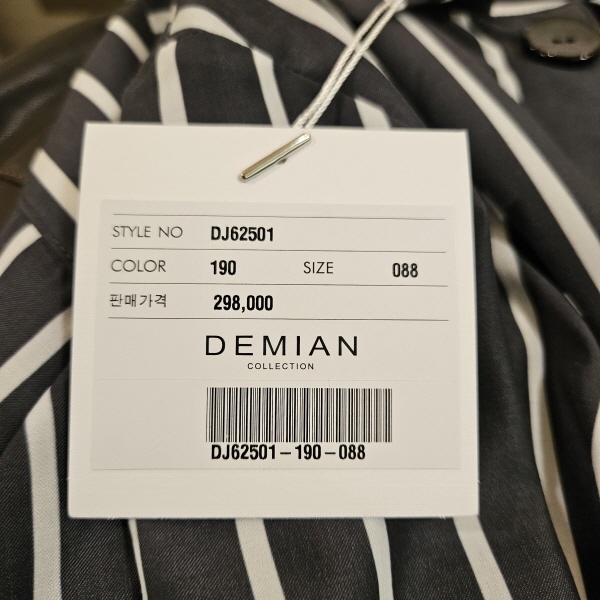 STYLE NO DJ62501
COLOR 190 SIZE 088
판매가격 298,000
DEMIAN
COLLECTION
DJ62501-190-088